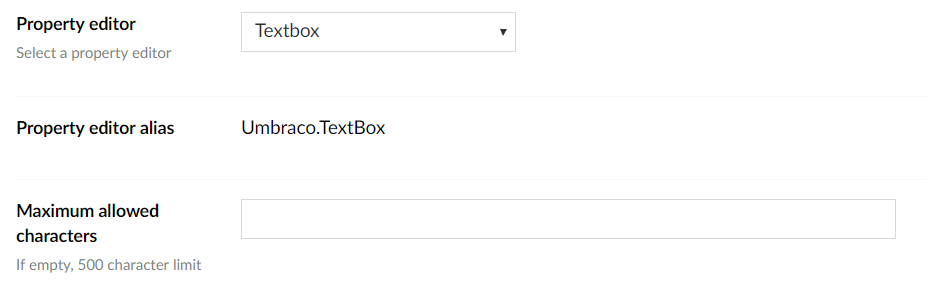 Property editor
Textbox
Select a property editor
Property editor alias
Umbraco.TextBox
Maximum allowed
characters
If empty, 500 character limit